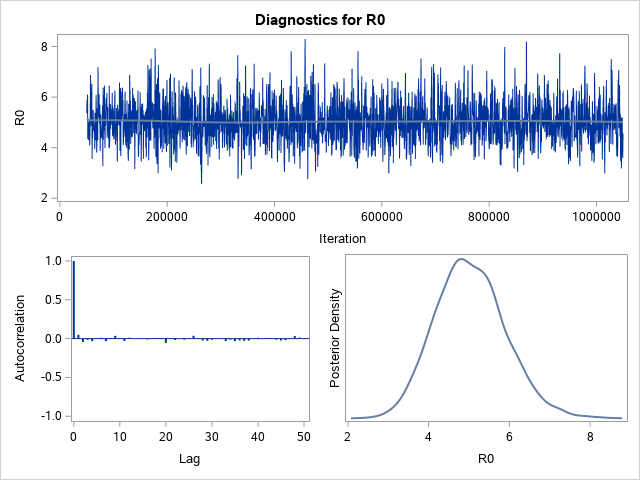 Diagnostics for R0
R0
8
6
4
2
0 200000 400000 600000 800000 1000000
Iteration
Autocorrelation
1.0
0.5
0.0
-0.5
-1.0
0 10 20 30 40 50
Lag
Posterior Density
2 4 6 8
R0